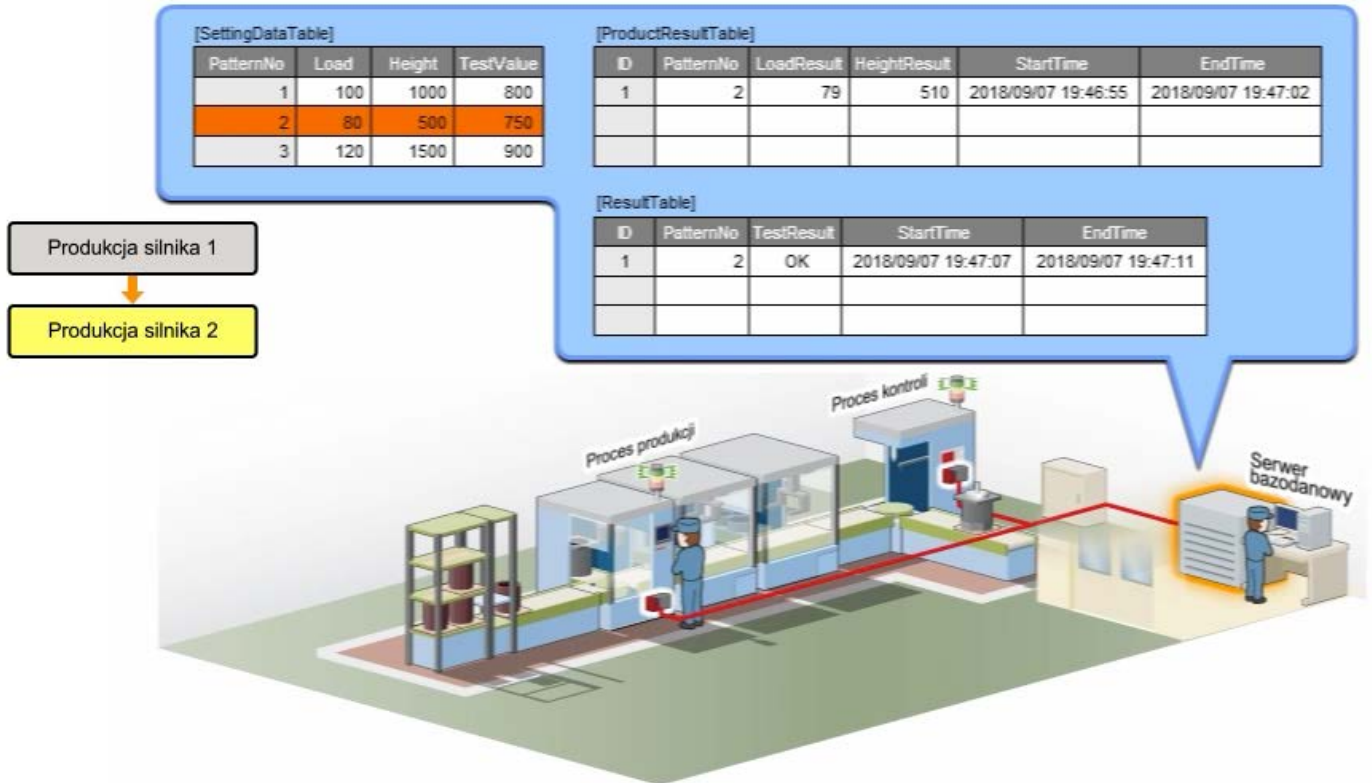 [SettingDataTable]
PatternNo Load Height TestValue
1 100 1000 800
2 80 500 750
3 120 1500 900
[ProductResultTable]
ID PatternNo LoadResult HeightResult StartTime EndTime
1 2 79 510 2018/09/07 19:46:55 2018/09/07 19:47:02
[ResultTable]
ID PatternNo TestResult StartTime EndTime
1 2 OK 2018/09/07 19:47:07 2018/09/07 19:47:11
Produkcja silnika 1
Produkcja silnika 2
Proces produkcji
Proces kontroli
Serwer
bazodanowy